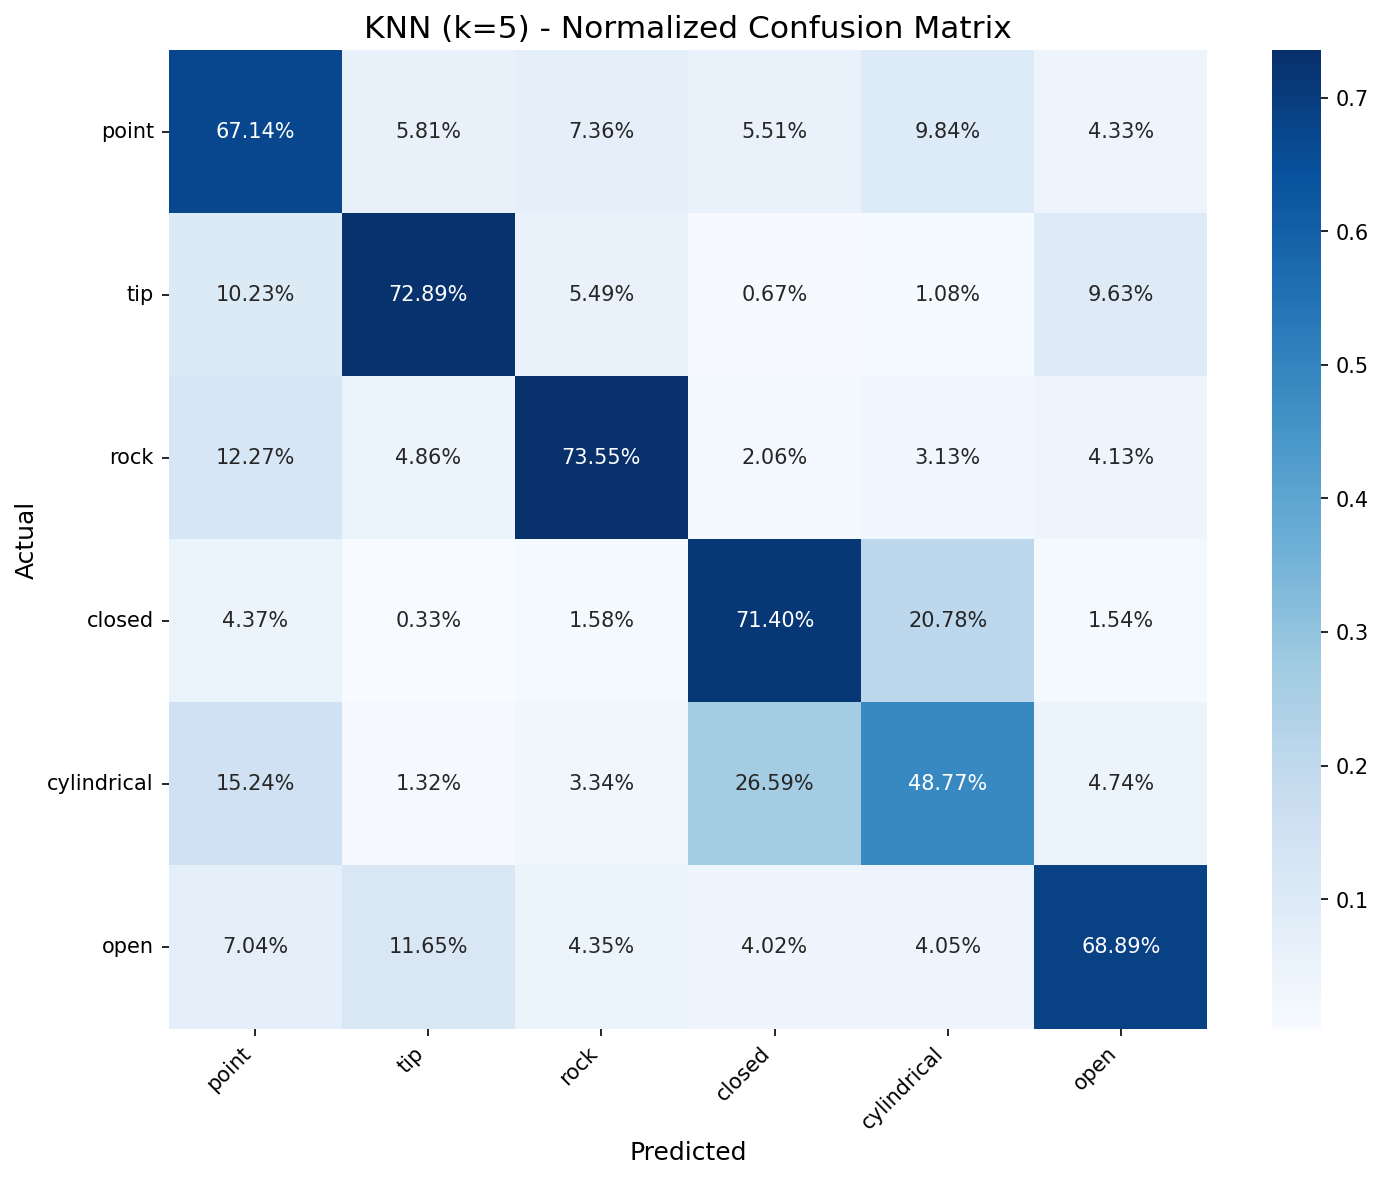 KNN (k=5) - Normalized Confusion Matrix
point 67.14% 5.81% 7.36% 5.51% 9.84% 4.33%
tip 10.23% 72.89% 5.49% 0.67% 1.08% 9.63%
rock 12.27% 4.86% 73.55% 2.06% 3.13% 4.13%
closed 4.37% 0.33% 1.58% 71.40% 20.78% 1.54%
cylindrical 15.24% 1.32% 3.34% 26.59% 48.77% 4.74%
open 7.04% 11.65% 4.35% 4.02% 4.05% 68.89%
Actual
point tip rock closed cylindrical open
Predicted
0.7
0.6
0.5
0.4
0.3
0.2
0.1